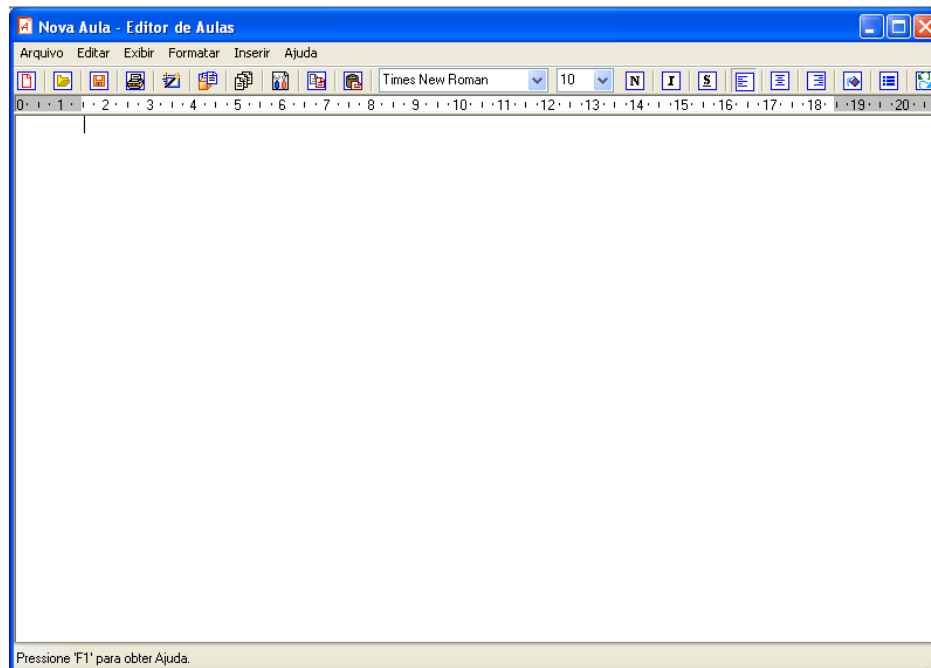 Nova Aula - Editor de Aulas
Arquivo Editar Exibir Formatar Inserir Ajuda
Times New Roman 10 N I S
0 1 2 3 4 5 6 7 8 9 10 11 12 13 14 15 16 17 18 19 20
Pressione 'F1' para obter Ajuda.